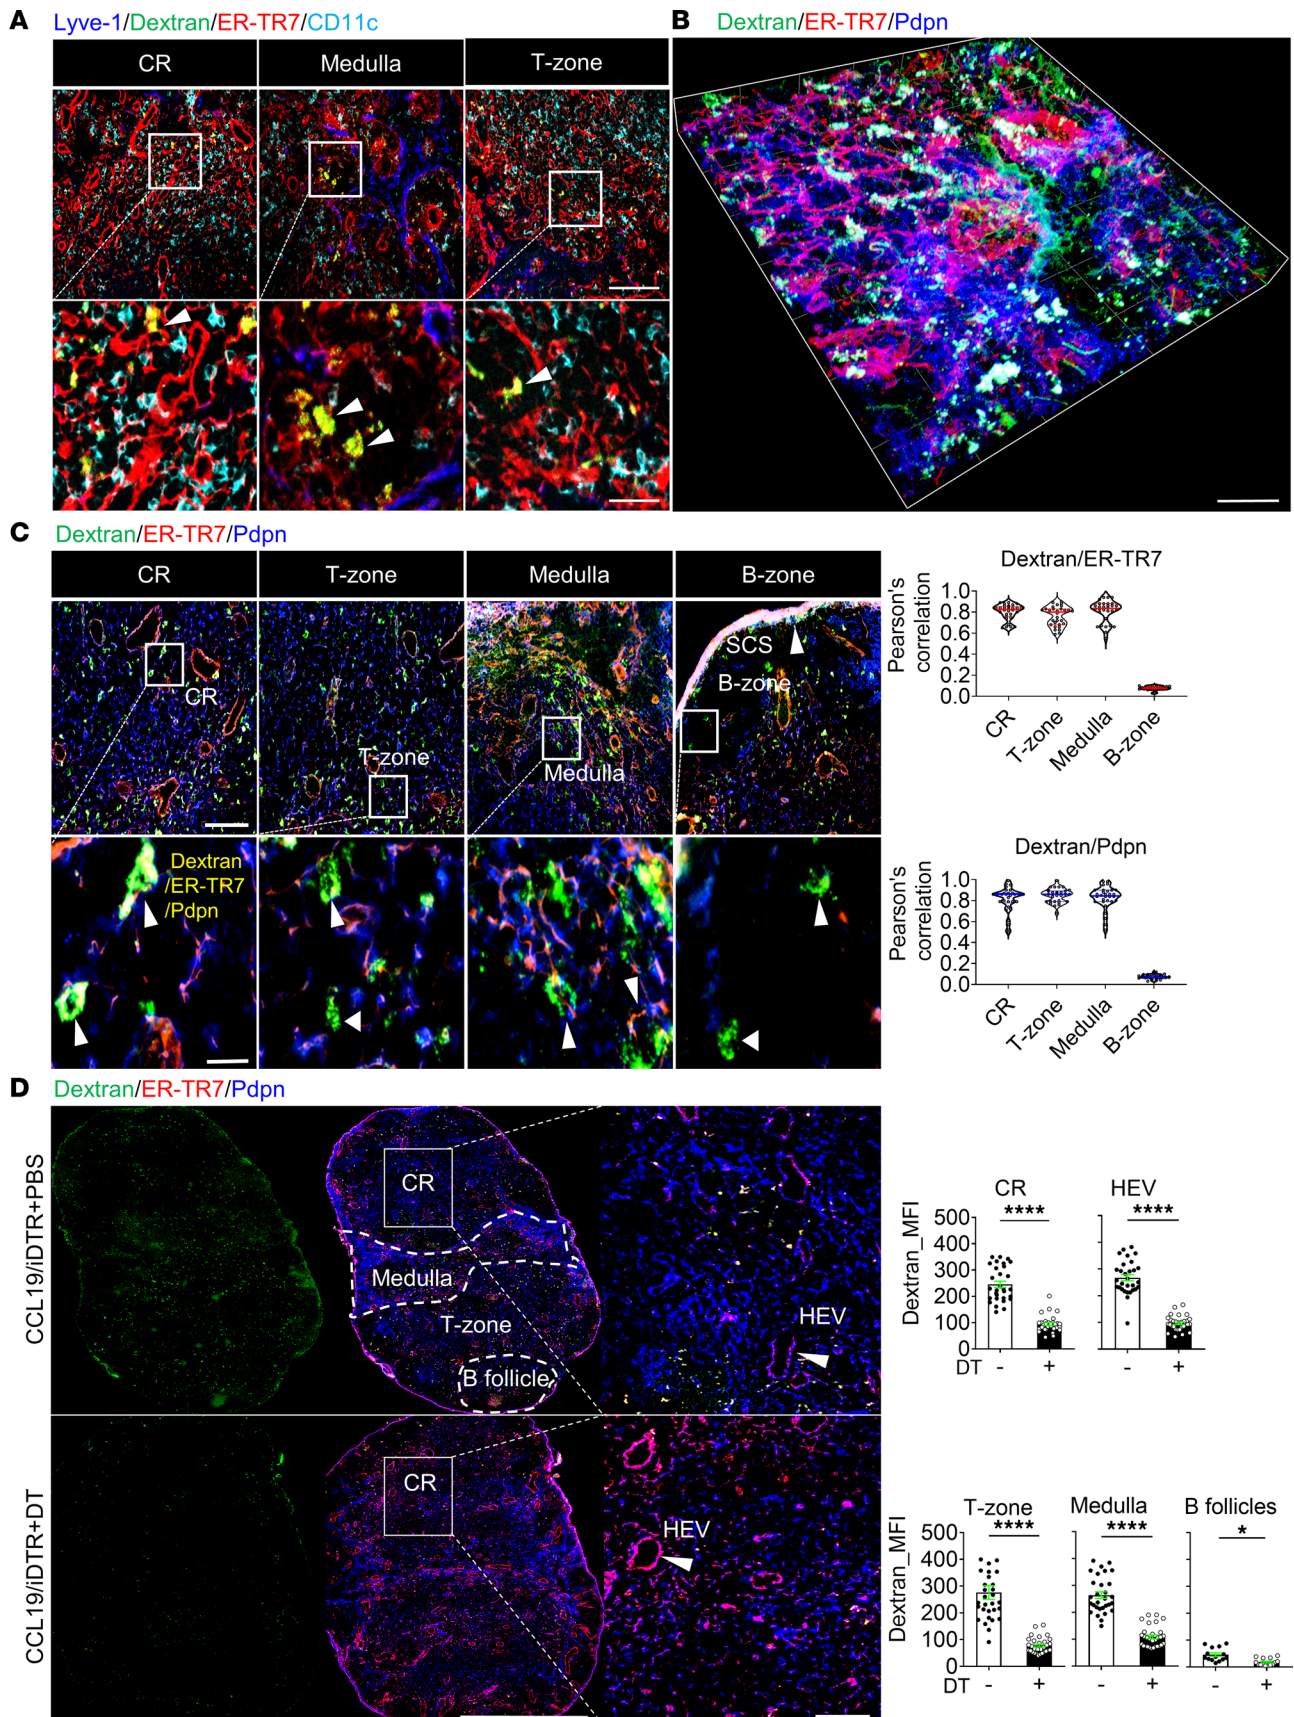 A Lyve-1/Dextran/ER-TR7/CD11c
CR Medulla T-zone
B Dextran/ER-TR7/Pdpn
C Dextran/ER-TR7/Pdpn
CR T-zone Medulla B-zone
CR
T-zone
Medulla
SCS
B-zone
Dextran
/ER-TR7
/Pdpn
Dextran/ER-TR7
Pearson's
correlation
1.0
0.8
0.6
0.4
0.2
0.0
CR T-zone Medulla B-zone
Dextran/Pdpn
Pearson's
correlation
1.0
0.8
0.6
0.4
0.2
0.0
CR T-zone Medulla B-zone
D Dextran/ER-TR7/Pdpn
CCL19/iDTR+PBS
CR
Medulla
T-zone
B follicle
HEV
CCL19/iDTR+DT
CR
HEV
CR HEV
**** ****
Dextran_MFI
500
400
300
200
100
0
DT - + - +
T-zone Medulla B follicles
**** **** *
Dextran_MFI
500
400
300
200
100
0
DT - + - + - +